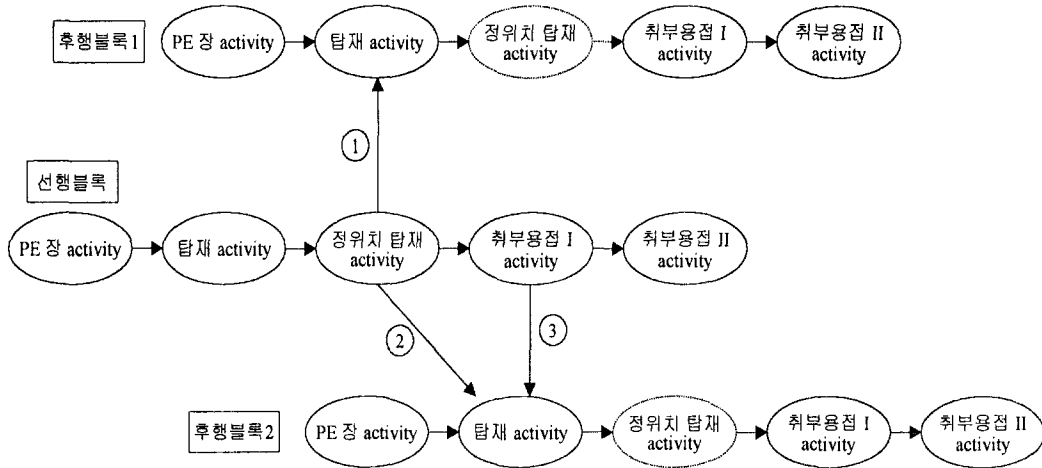 후행블록1
PE 장 activity
탑재 activity
정위치 탑재
activity
취부용접 I
activity
취부용접 II
activity
①
선행블록
PE 장 activity
탑재 activity
정위치 탑재
activity
취부용접 I
activity
취부용접 II
activity
②
③
후행블록2
PE 장 activity
탑재 activity
정위치 탑재
activity
취부용접 I
activity
취부용접 II
activity